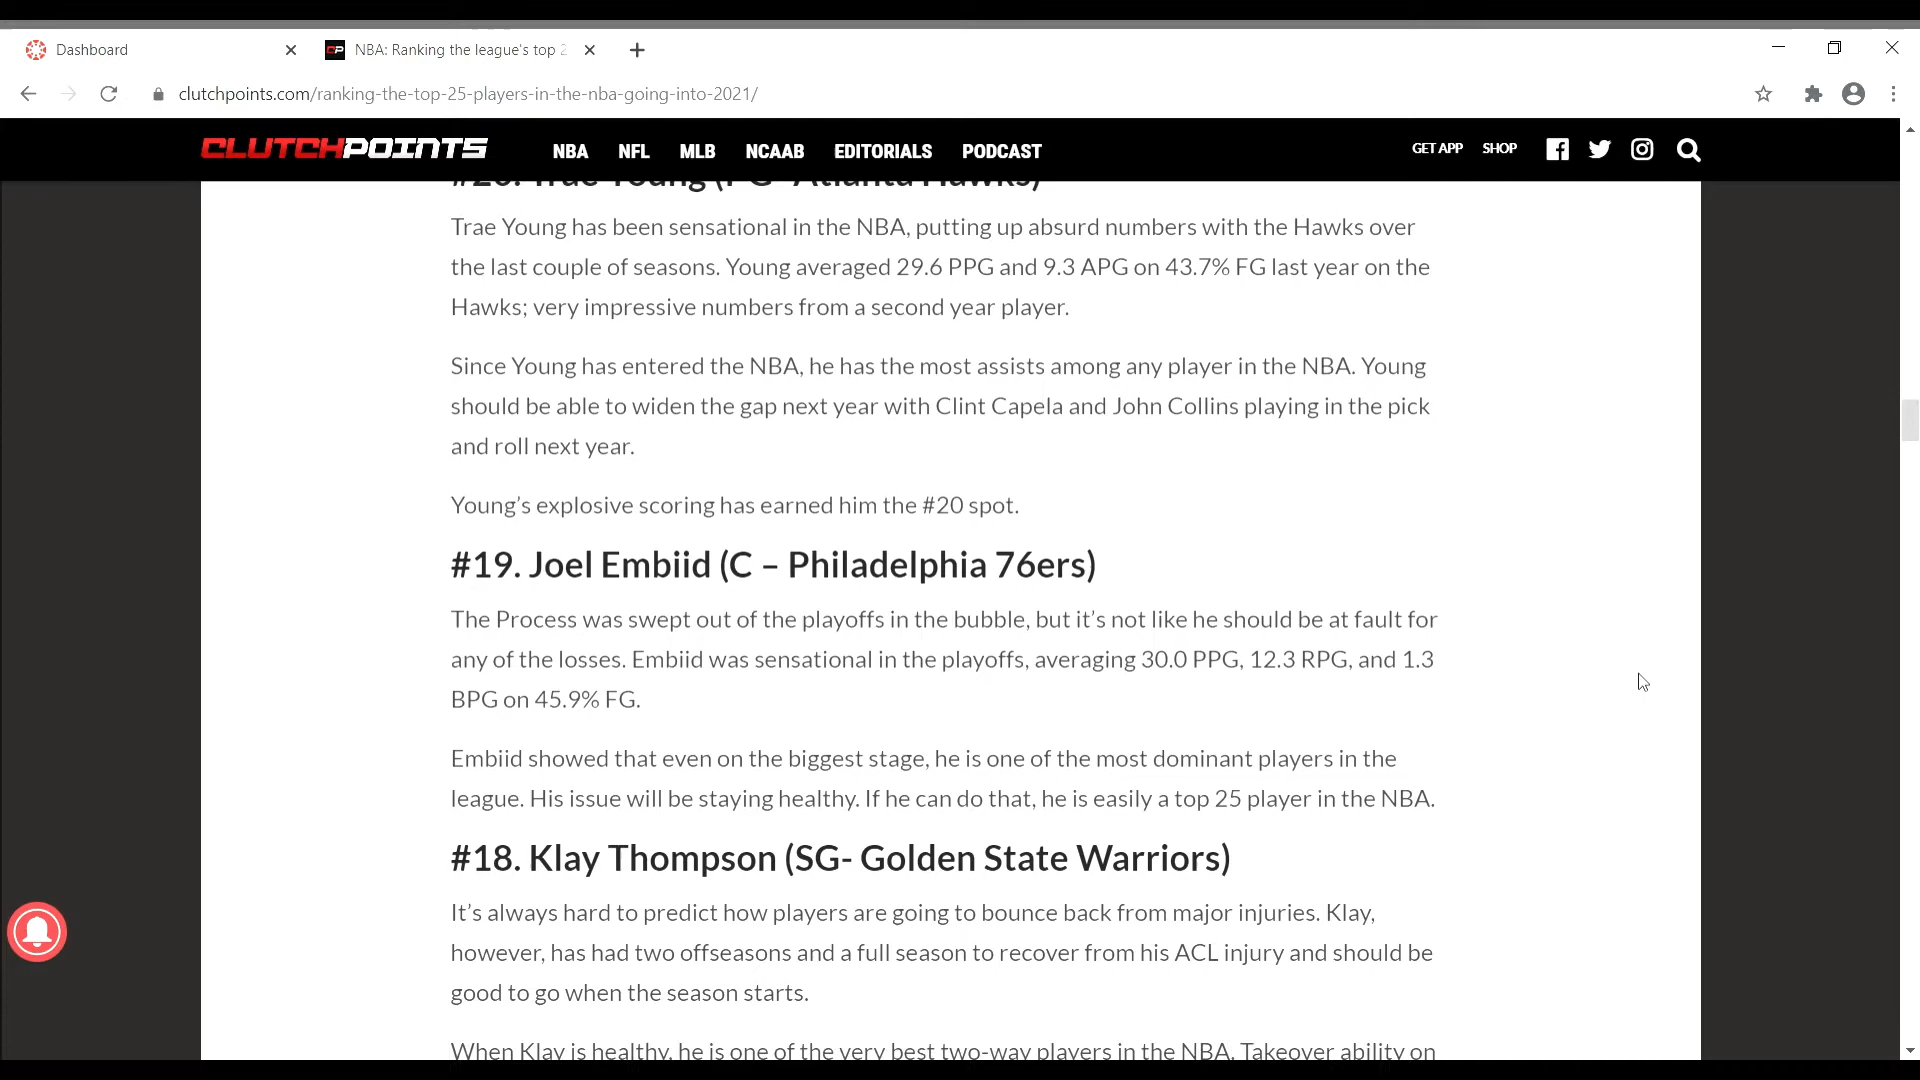 Dashboard
NBA: Ranking the league's top 2
clutchpoints.com/ranking-the-top-25-players-in-the-nba-going-into-2021/
CLUTCHPOINTS NBA NFL MLB NCAAB EDITORIALS PODCAST GET APP SHOP
#20. Trae Young (PG- Atlanta Hawks)
Trae Young has been sensational in the NBA, putting up absurd numbers with the Hawks over
the last couple of seasons. Young averaged 29.6 PPG and 9.3 APG on 43.7% FG last year on the
Hawks; very impressive numbers from a second year player.
Since Young has entered the NBA, he has the most assists among any player in the NBA. Young
should be able to widen the gap next year with Clint Capela and John Collins playing in the pick
and roll next year.
Young’s explosive scoring has earned him the #20 spot.
#19. Joel Embiid (C – Philadelphia 76ers)
The Process was swept out of the playoffs in the bubble, but it’s not like he should be at fault for
any of the losses. Embiid was sensational in the playoffs, averaging 30.0 PPG, 12.3 RPG, and 1.3
BPG on 45.9% FG.
Embiid showed that even on the biggest stage, he is one of the most dominant players in the
league. His issue will be staying healthy. If he can do that, he is easily a top 25 player in the NBA.
#18. Klay Thompson (SG- Golden State Warriors)
It’s always hard to predict how players are going to bounce back from major injuries. Klay,
however, has had two offseasons and a full season to recover from his ACL injury and should be
good to go when the season starts.
When Klay is healthy, he is one of the very best two-way players in the NBA. Takeover ability on